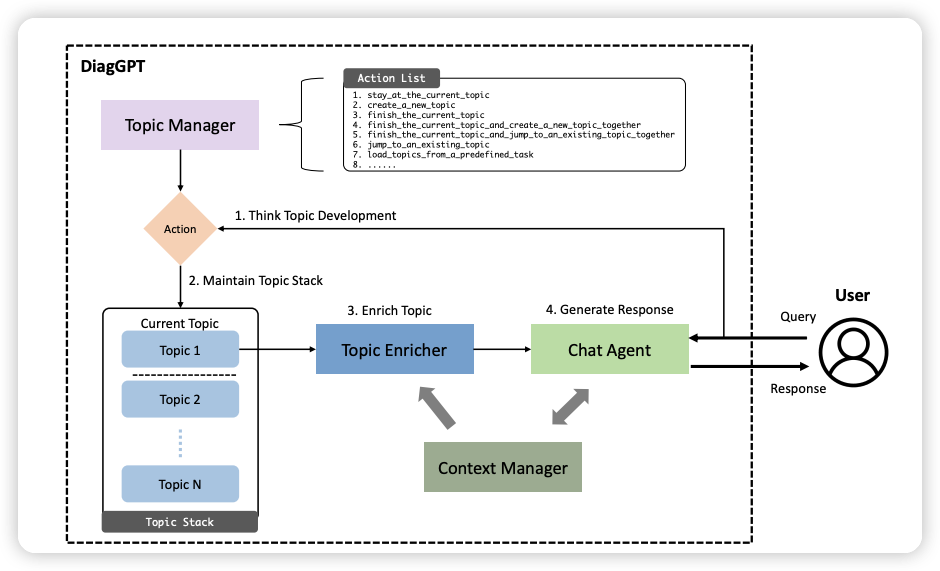 DiagGPT
Topic Manager
Action List
1. stay_at_the_current_topic
2. create_a_new_topic
3. finish_the_current_topic
4. finish_the_current_topic_and_create_a_new_topic_together
5. finish_the_current_topic_and_jump_to_an_existing_topic_together
6. jump_to_an_existing_topic
7. load_topics_from_a_predefined_task
8. ......
1. Think Topic Development
Action
2. Maintain Topic Stack
Current Topic
Topic 1
Topic 2
Topic N
Topic Stack
3. Enrich Topic
Topic Enricher
4. Generate Response
Chat Agent
Context Manager
User
Query
Response